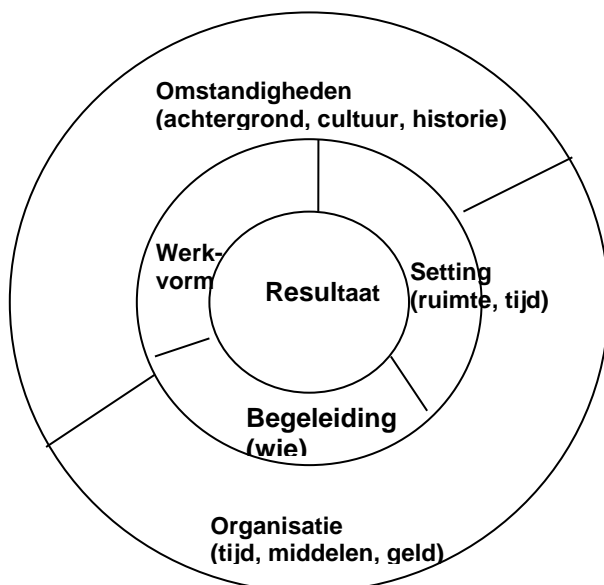 Omstandigheden
(achtergrond, cultuur, historie)
Werk-
vorm
Resultaat
Setting
(ruimte, tijd)
Begeleiding
(wie)
Organisatie
(tijd, middelen, geld)